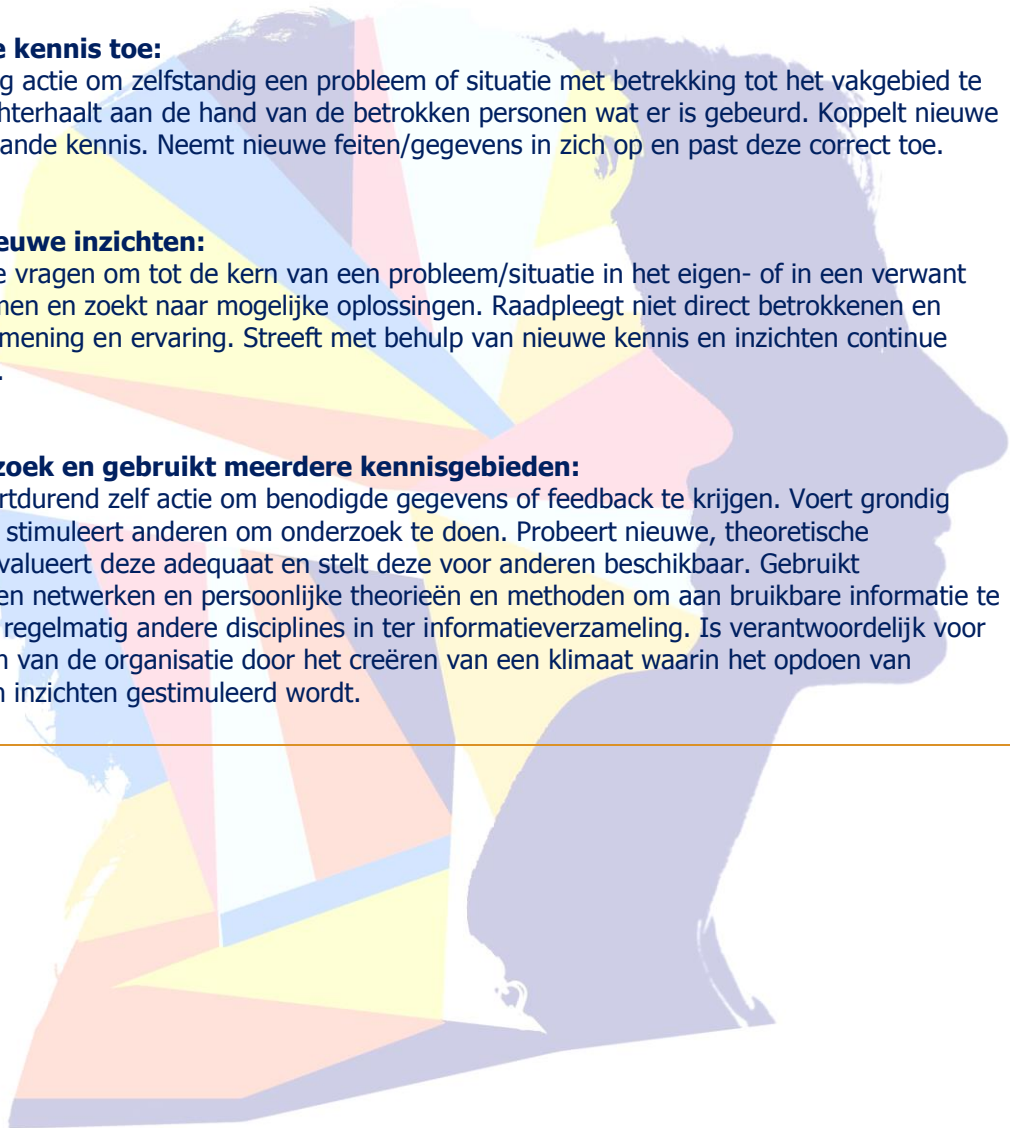 e kennis toe:
g actie om zelfstandig een probleem of situatie met betrekking tot het vakgebied te
chterhaalt aan de hand van de betrokken personen wat er is gebeurd. Koppelt nieuwe
ande kennis. Neemt nieuwe feiten/gegevens in zich op en past deze correct toe.
euwe inzichten:
e vragen om tot de kern van een probleem/situatie in het eigen- of in een verwant
men en zoekt naar mogelijke oplossingen. Raadpleegt niet direct betrokkenen en
mening en ervaring. Streeft met behulp van nieuwe kennis en inzichten continue
.
zoek en gebruikt meerdere kennisgebieden:
rtdurend zelf actie om benodigde gegevens of feedback te krijgen. Voert grondig
stimuleert anderen om onderzoek te doen. Probeert nieuwe, theoretische
valueert deze adequaat en stelt deze voor anderen beschikbaar. Gebruikt
en netwerken en persoonlijke theorieën en methoden om aan bruikbare informatie te
regelmatig andere disciplines in ter informatieverzameling. Is verantwoordelijk voor
n van de organisatie door het creëren van een klimaat waarin het opdoen van
n inzichten gestimuleerd wordt.